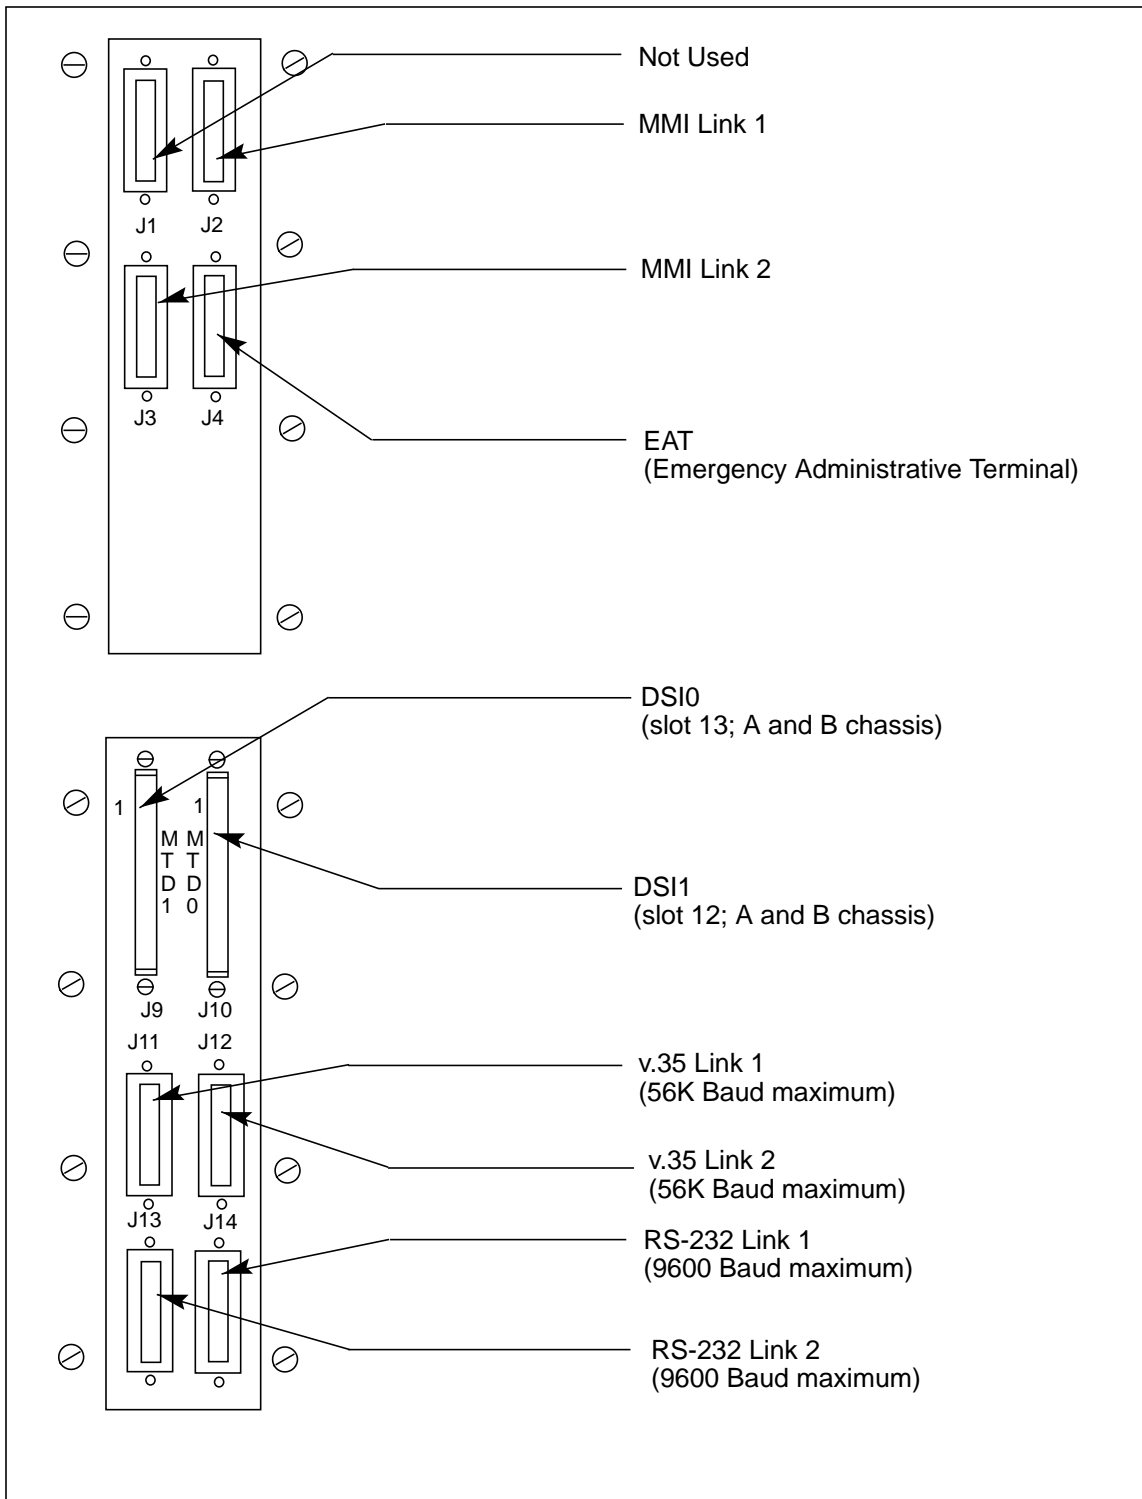 Not Used
MMI Link 1
J1 J2
MMI Link 2
J3 J4
EAT
(Emergency Administrative Terminal)
DSI0
(slot 13; A and B chassis)
1 1
M M
T T
D D
1 0
DSI1
(slot 12; A and B chassis)
J9 J10
J11 J12
v.35 Link 1
(56K Baud maximum)
v.35 Link 2
(56K Baud maximum)
J13 J14
RS-232 Link 1
(9600 Baud maximum)
RS-232 Link 2
(9600 Baud maximum)